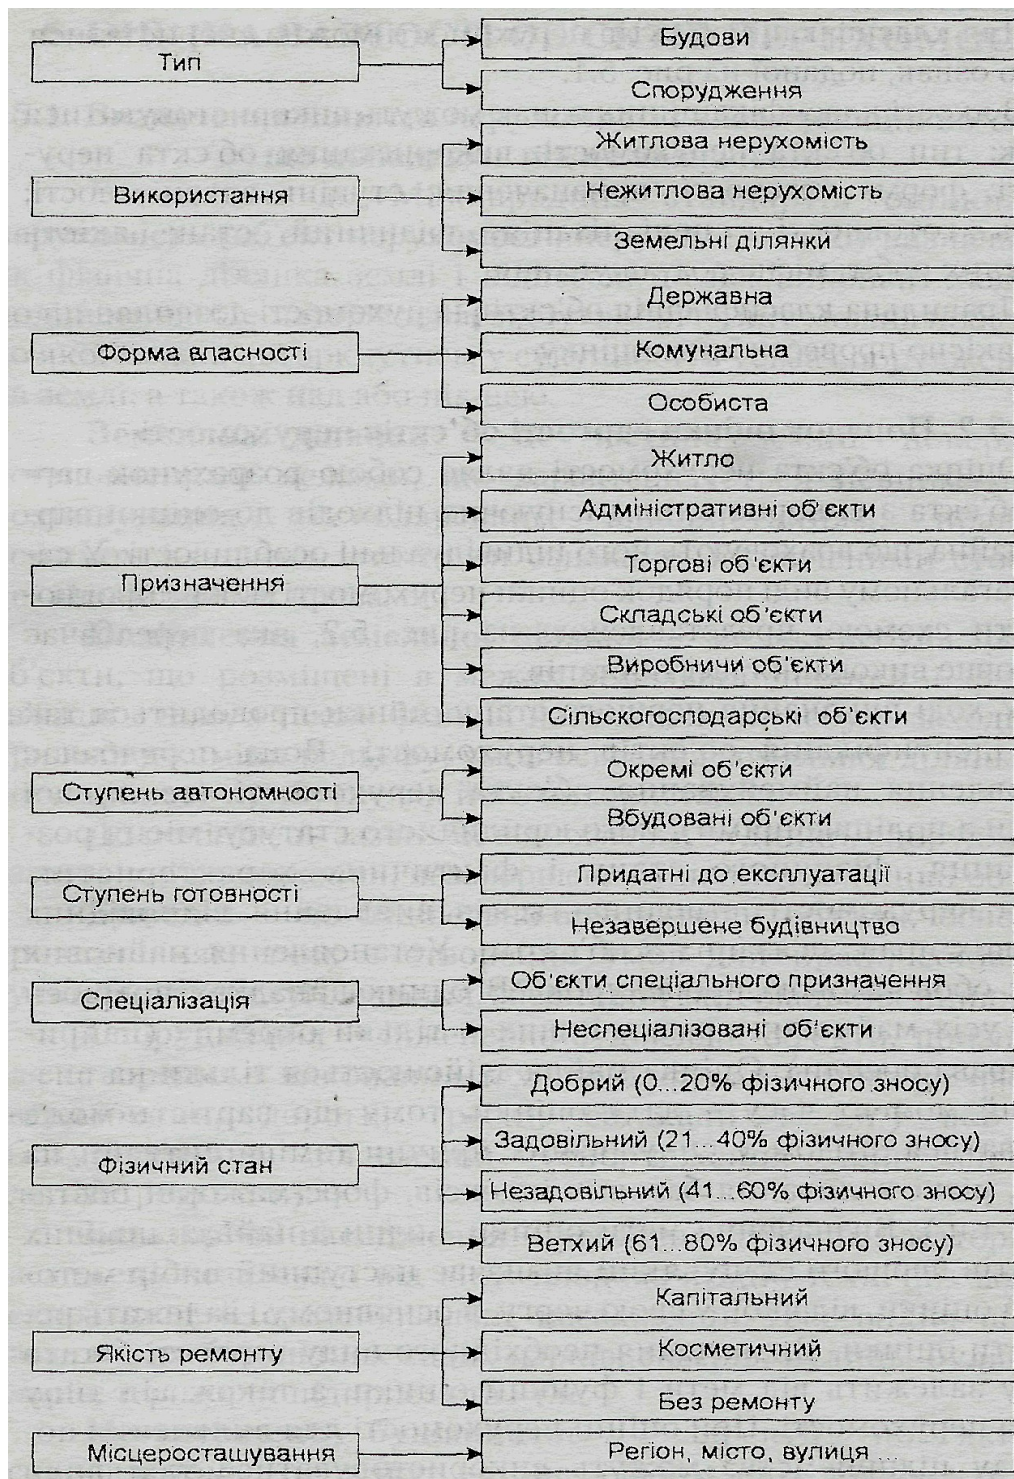 Тип
Будови
Спорудження
Використання
Житлова нерухомість
Нежитлова нерухомість
Земельні ділянки
Форма власності
Державна
Комунальна
Особиста
Призначення
Житло
Адміністративні об'єкти
Торгові об'єкти
Складські об'єкти
Виробничи об'єкти
Сільскогосподарські об'єкти
Ступень автономності
Окремі об'єкти
Вбудовані об'єкти
Ступень готовності
Придатні до експлуатації
Незавершене будівництво
Спеціалізація
Об'єкти спеціального призначення
Неспеціалізовані об'єкти
Фізичний стан
Добрий (0...20% фізичного зносу)
Задовільний (21...40% фізичного зносу)
Незадовільний (41...60% фізичного зносу)
Ветхий (61...80% фізичного зносу)
Якість ремонту
Капітальний
Косметичний
Без ремонту
Місцеросташування
Регіон, місто, вулиця ...